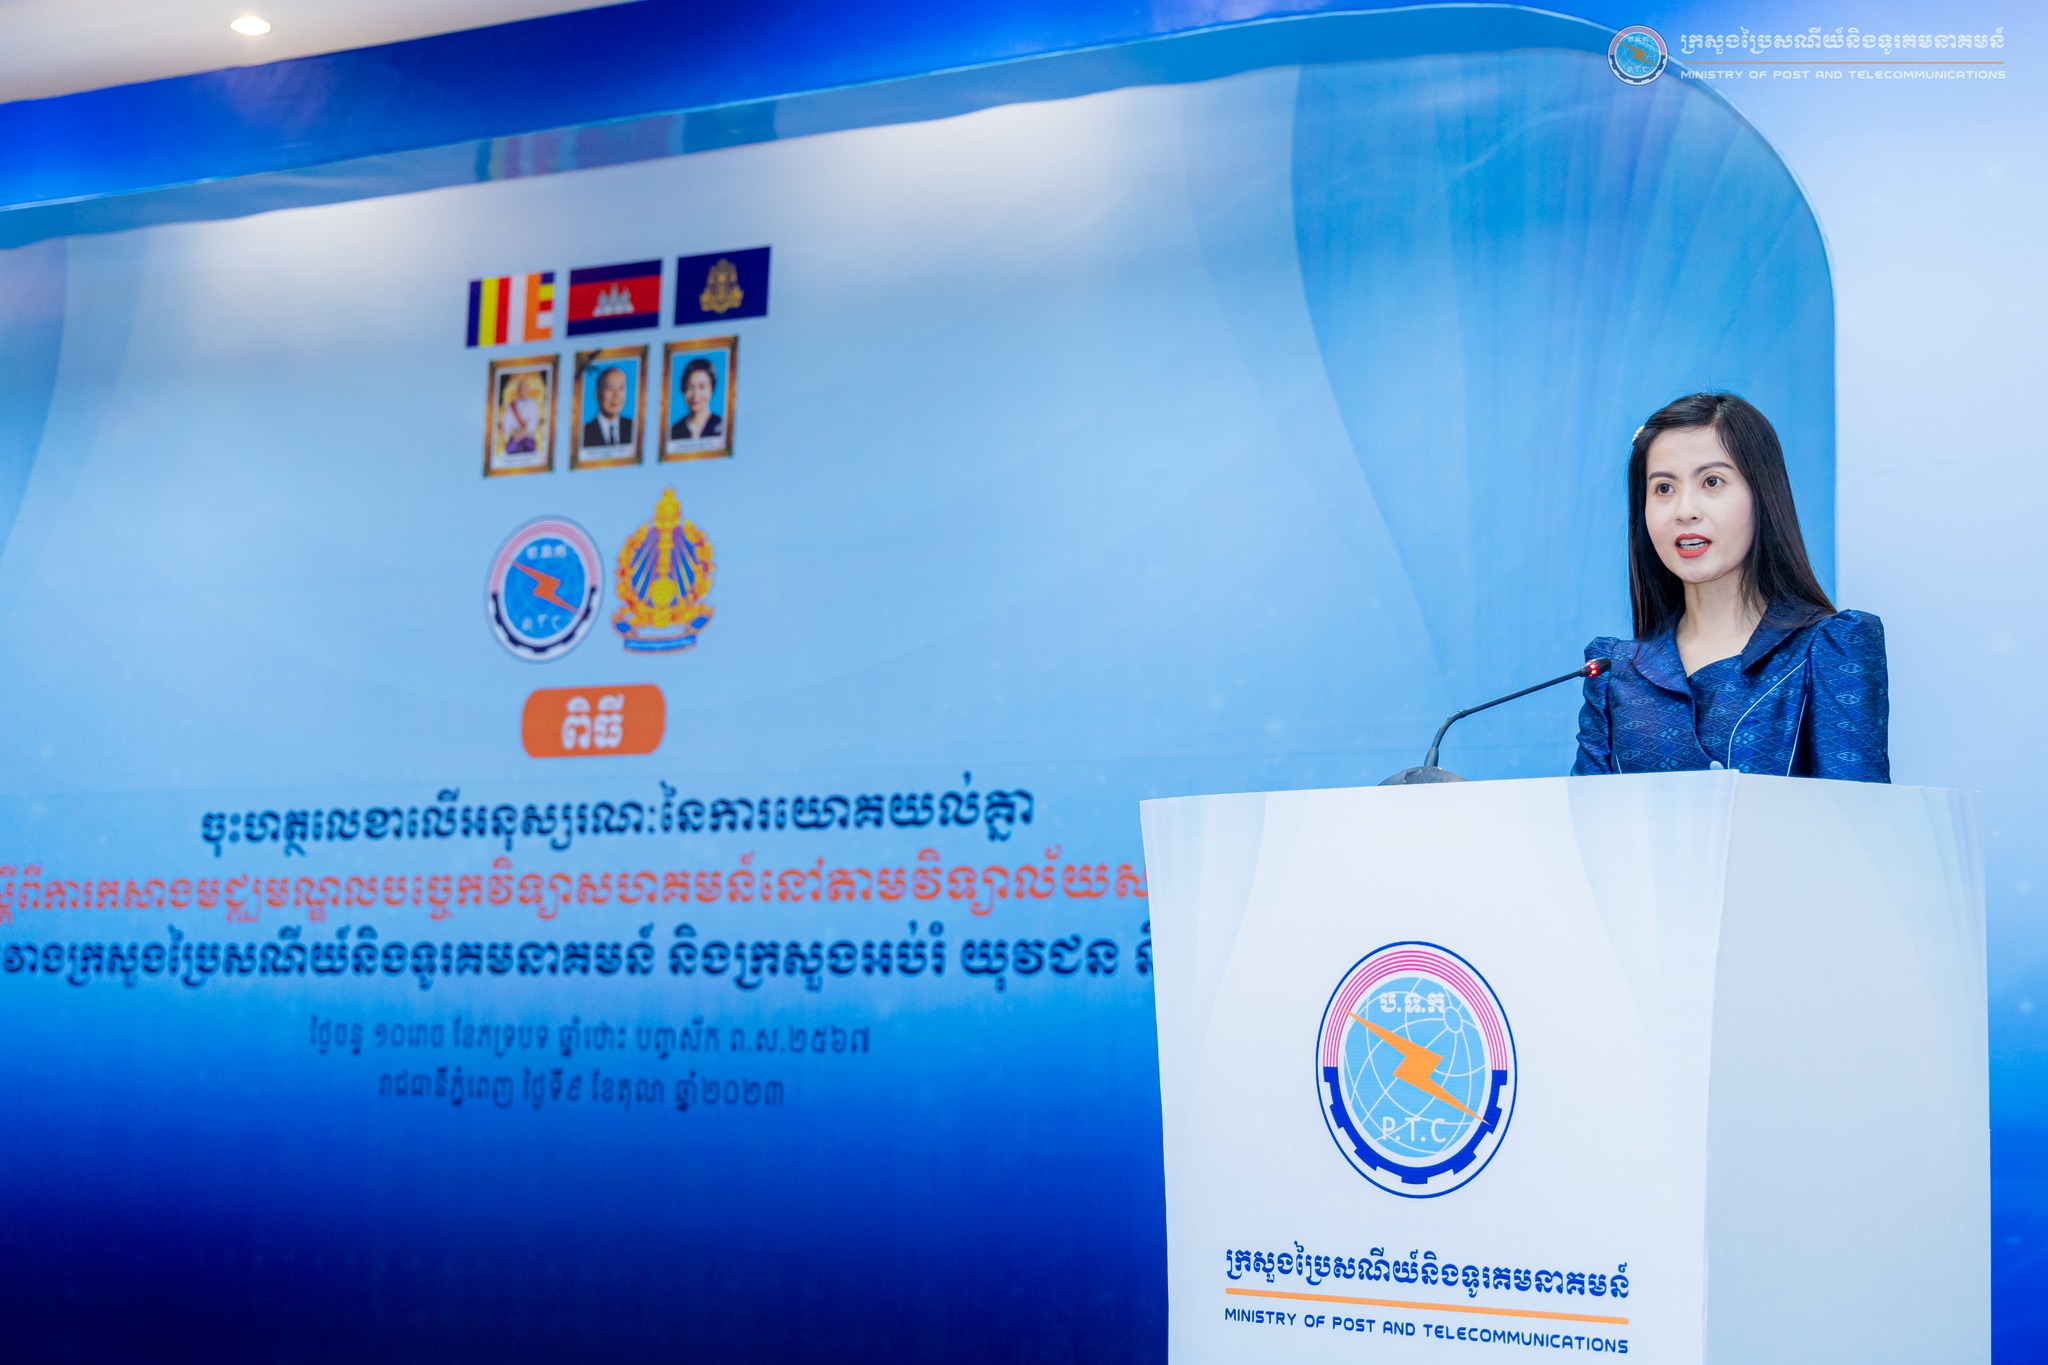 ក្រសួងប្រៃសណីយ៍និងទូរគមនាគមន៍
MINISTRY OF POST AND TELECOMMUNICATIONS
ពិធី
ចុះហត្ថលេខាលើអនុស្សរណៈនៃការយោគយល់គ្នា
ស្តីពីការកសាងមជ្ឈមណ្ឌលបច្ចេកវិទ្យាសហគមន៍នៅតាមវិទ្យាល័យ
ក្រសួងប្រៃសណីយ៍និងទូរគមនាគមន៍ និងក្រសួងអប់រំ យុវជន
ថ្ងៃចន្ទ ១០រោច ខែភទ្របទ ឆ្នាំថោះ បញ្ចស័ក ព.ស.២៥៦៧
រាជធានីភ្នំពេញ ថ្ងៃទី៩ ខែតុលា ឆ្នាំ២០២៣
ប.ទ.ក
P.T.C
ក្រសួងប្រៃសណីយ៍និងទូរគមនាគមន៍
MINISTRY OF POST AND TELECOMMUNICATIONS